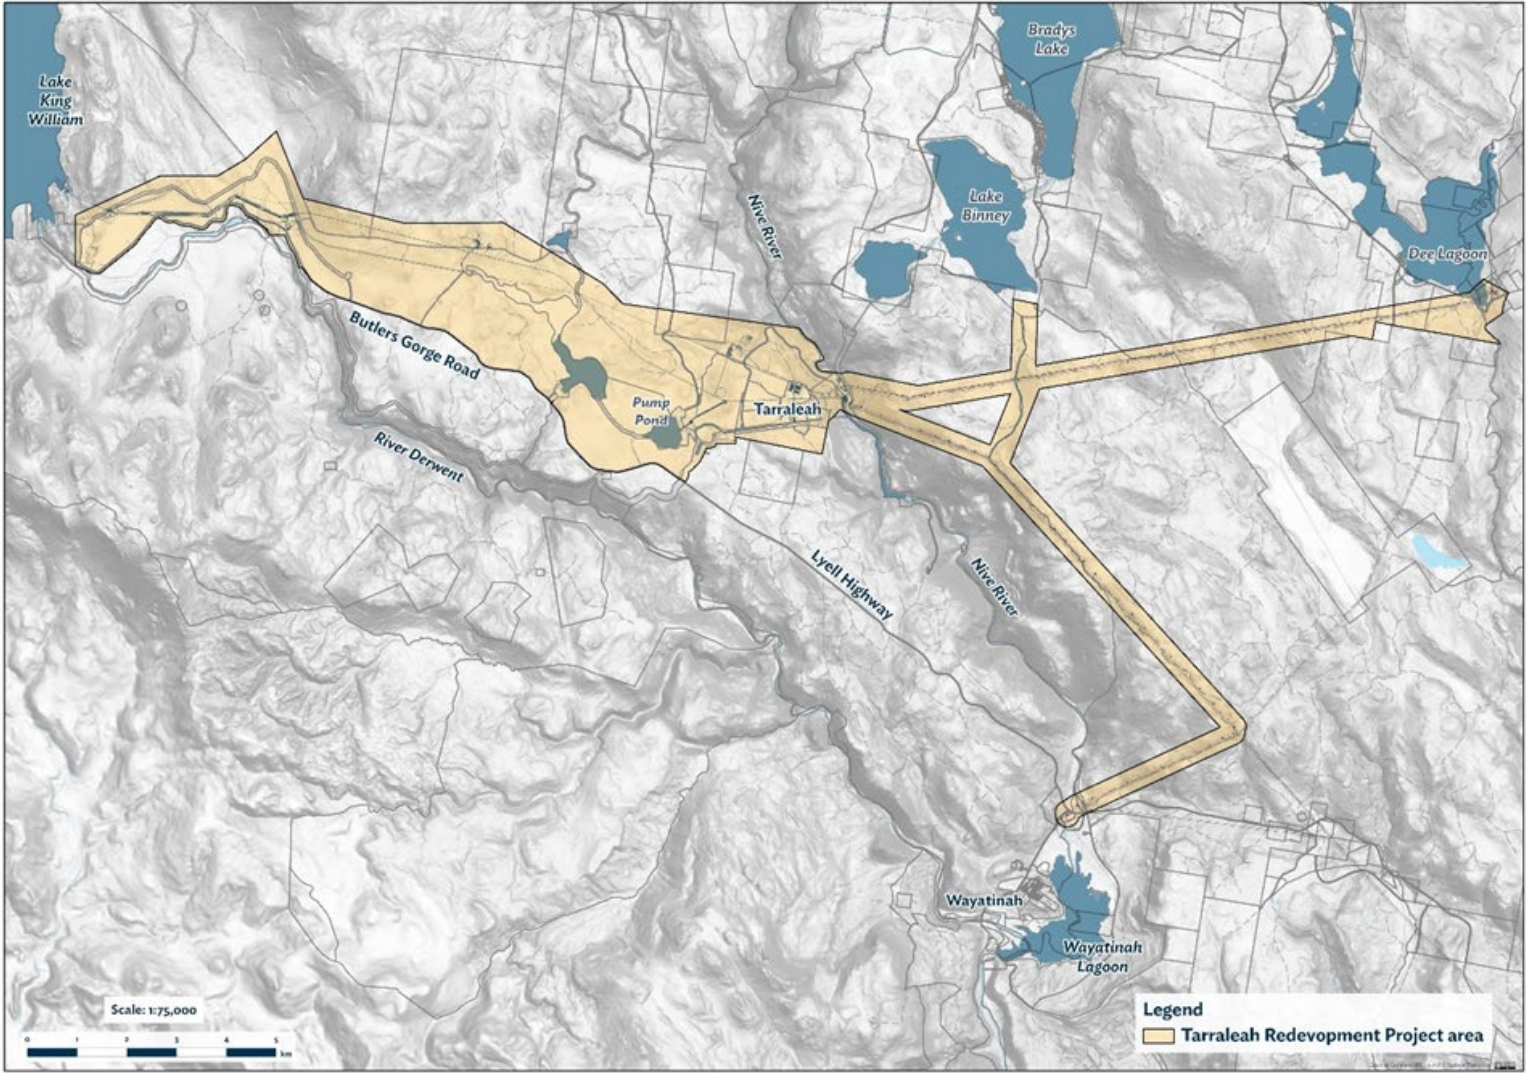 Bradys
Lake
Lake
King
William
Lake
Binney
Nive River
Dee Lagoon
Butlers Gorge Road
Pump
Pond
Tarraleah
River Derwent
Lyell Highway
Nive River
Wayatinah
Wayatinah
Lagoon
Scale: 1:75,000
0 1 2 3 4 5
km
Legend
Tarraleah Redevopment Project area